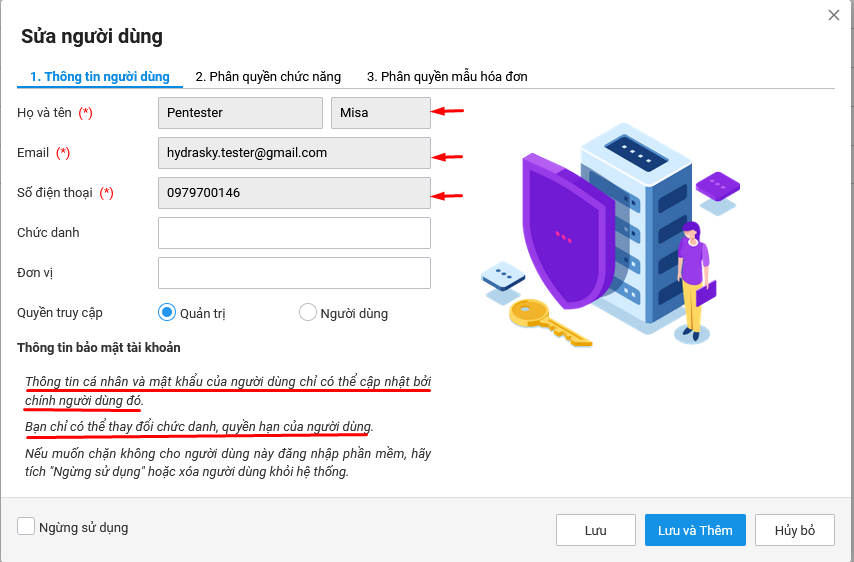 Sửa người dùng
1. Thông tin người dùng 2. Phân quyền chức năng 3. Phân quyền mẫu hóa đơn
Họ và tên (*) Pentester Misa
Email (*) hydrasky.tester@gmail.com
Số điện thoại (*) 0979700146
Chức danh
Đơn vị
Quyền truy cập Quản trị Người dùng
Thông tin bảo mật tài khoản
Thông tin cá nhân và mật khẩu của người dùng chỉ có thể cập nhật bởi
chính người dùng đó.
Bạn chỉ có thể thay đổi chức danh, quyền hạn của người dùng.
Nếu muốn chặn không cho người dùng này đăng nhập phần mềm, hãy
tích "Ngừng sử dụng" hoặc xóa người dùng khỏi hệ thống.
Ngừng sử dụng Lưu Lưu và Thêm Hủy bỏ